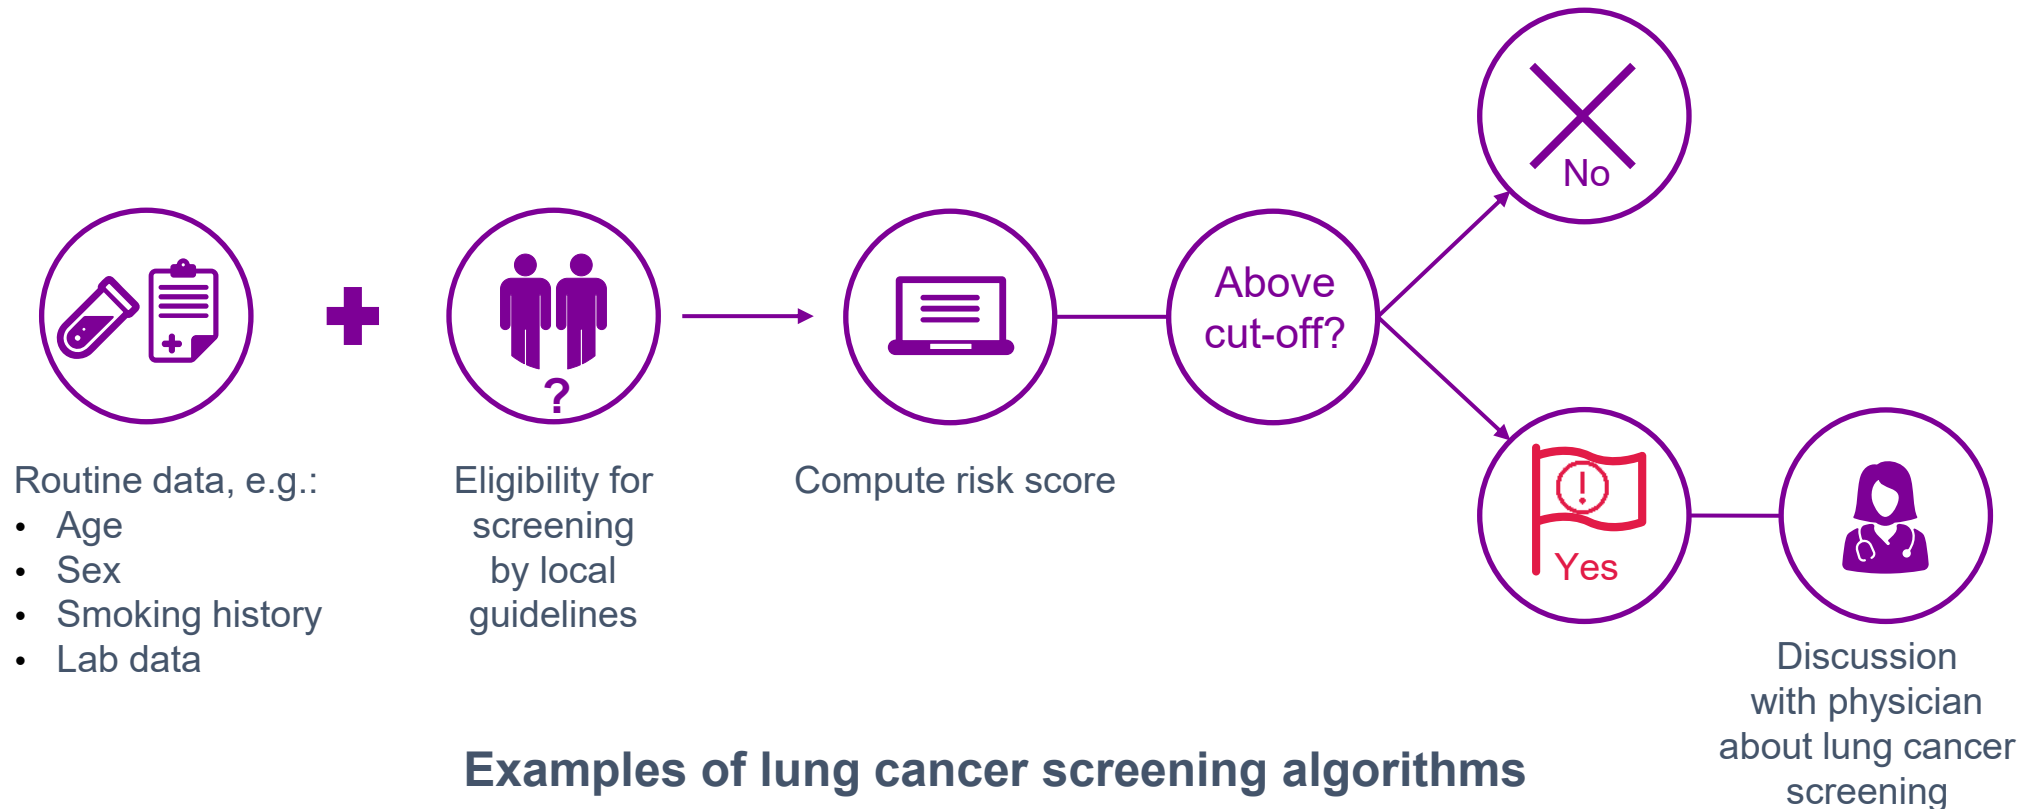 Routine data, e.g.:
• Age
• Sex
• Smoking history
• Lab data
?
Eligibility for
screening
by local
guidelines
Compute risk score
Above
cut-off?
No
!
Yes
Discussion
with physician
about lung cancer
screening
Examples of lung cancer screening algorithms